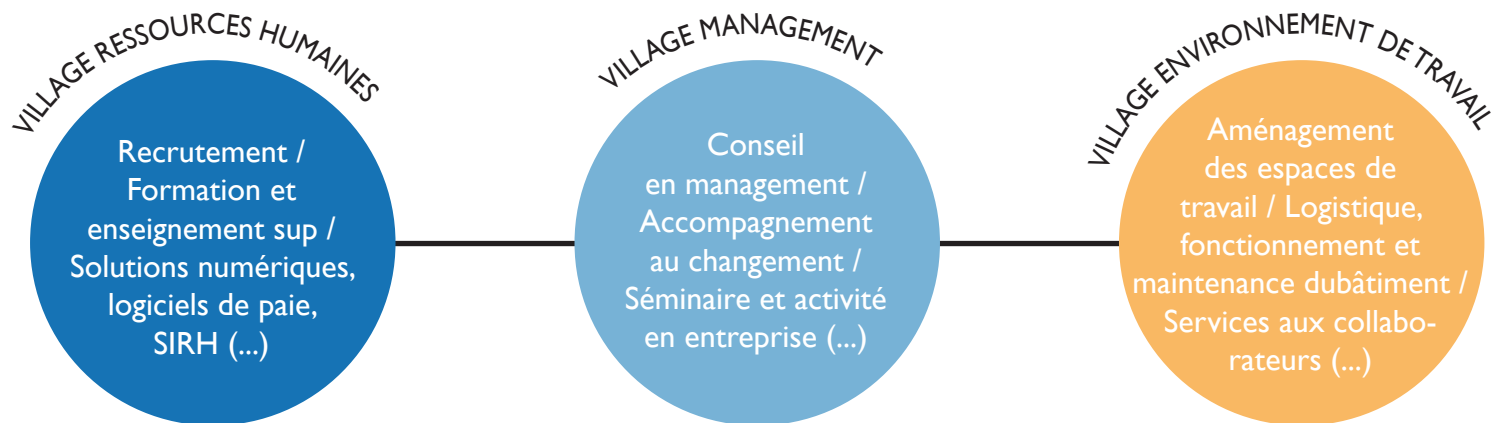 VILLAGE RESSOURCES HUMAINES
Recrutement /
Formation et
enseignement sup /
Solutions numériques,
logiciels de paie,
SIRH (...)
VILLAGE MANAGEMENT
Conseil
en management /
Accompagnement
au changement /
Séminaire et activité
en entreprise (...)
VILLAGE ENVIRONNEMENT DE TRAVAIL
Aménagement
des espaces de
travail / Logistique,
fonctionnement et
maintenance dubâtiment /
Services aux collabo-
rateurs (...)